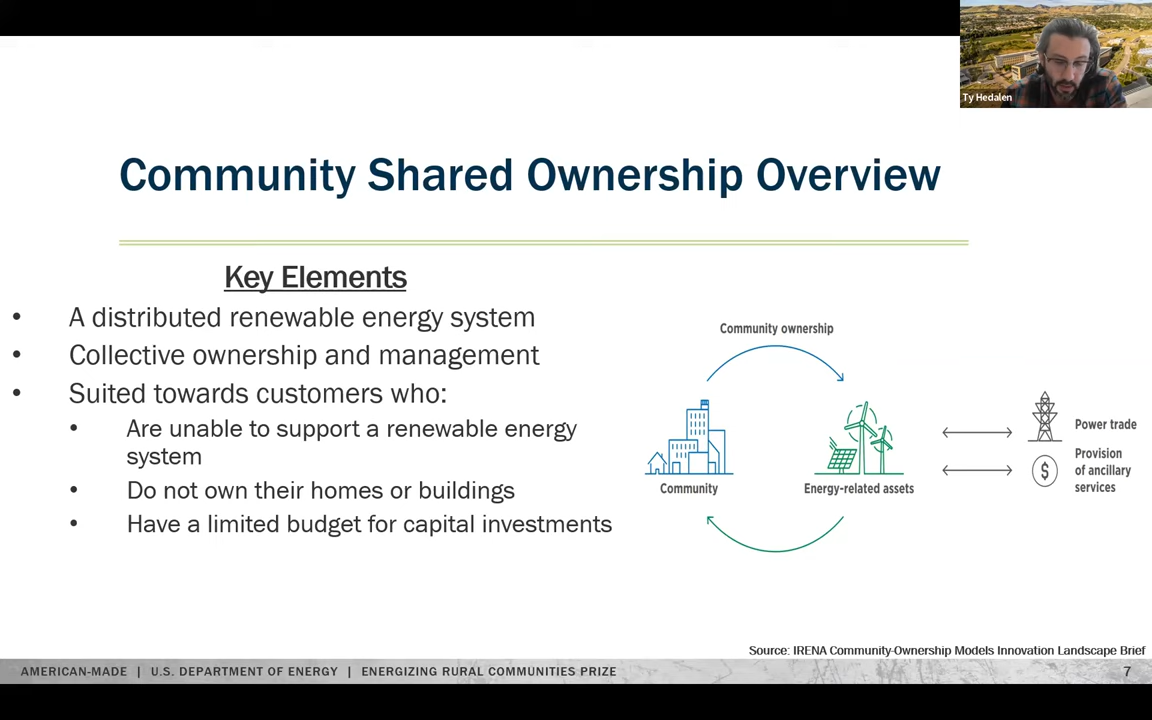 Ty Hedalen
Community Shared Ownership Overview
Key Elements
• A distributed renewable energy system
• Collective ownership and management
• Suited towards customers who:
• Are unable to support a renewable energy
system
• Do not own their homes or buildings
• Have a limited budget for capital investments
Community ownership
Community
Energy-related assets
Power trade
$
Provision
of ancillary
services
Source: IRENA Community-Ownership Models Innovation Landscape Brief
AMERICAN-MADE | U.S. DEPARTMENT OF ENERGY | ENERGIZING RURAL COMMUNITIES PRIZE
7